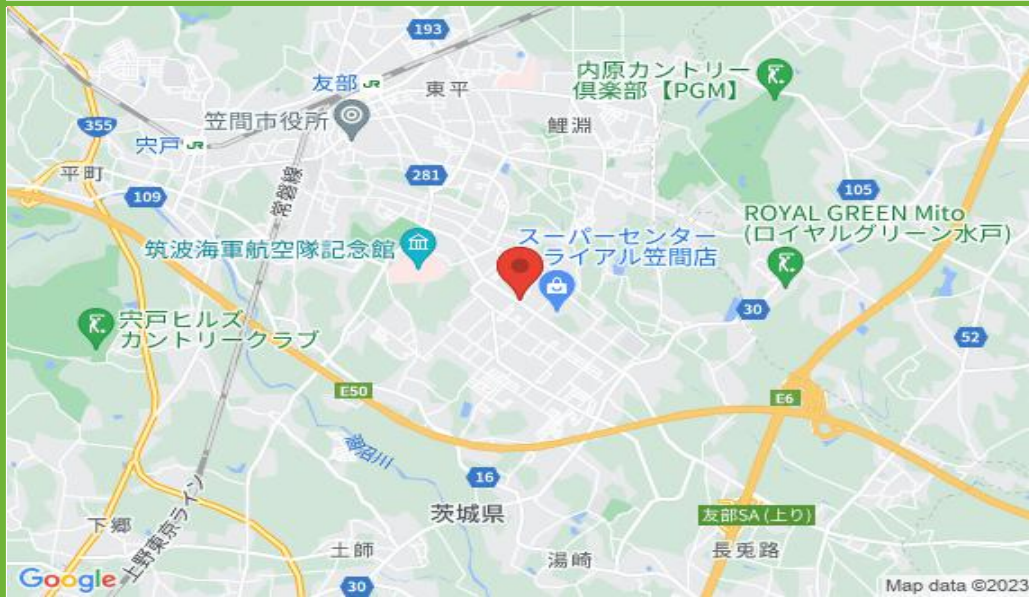 193
友部 JR
東平
内原カントリー
倶楽部【PGM】
355
笠間市役所
鯉淵
宍戸 JR
平町
109
281
105
常磐線
ROYAL GREEN Mito
(ロイヤルグリーン水戸)
筑波海軍航空隊記念館
スーパーセンター
ライアル笠間店
30
宍戸ヒルズ
カントリークラブ
52
E50
E6
涸沼川
16
茨城県
友部SA (上り)
下郷
上野東京ライン
土師
湯崎
長兎路
30
Google
Map data ©2023